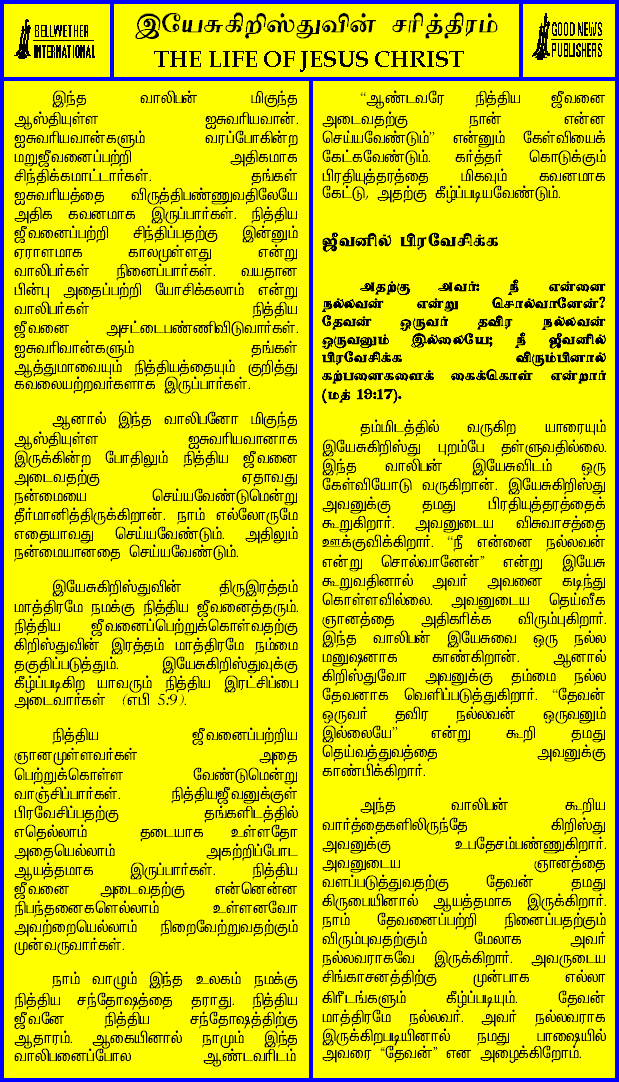 BELLWETHER
INTERNATIONAL
இயேசுகிறிஸ்துவின் சரித்திரம்
THE LIFE OF JESUS CHRIST
GOOD NEWS
PUBLISHERS
இந்த வாலிபன் மிகுந்த
ஆஸ்தியுள்ள ஐசுவரியவான்.
ஐசுவரியவான்களும் வரப்போகின்ற
மறுஜீவனைப்பற்றி அதிகமாக
சிந்திக்கமாட்டார்கள். தங்கள்
ஐசுவரியத்தை விருத்திபண்ணுவதிலேயே
அதிக கவனமாக இருப்பார்கள். நித்திய
ஜீவனைப்பற்றி சிந்திப்பதற்கு இன்னும்
ஏராளமாக காலமுள்ளது என்று
வாலிபர்கள் நினைப்பார்கள். வயதான
பின்பு அதைப்பற்றி யோசிக்கலாம் என்று
வாலிபர்கள் நித்திய
ஜீவனை அசட்டைபண்ணிவிடுவார்கள்.
ஐசுவரிவான்களும் தங்கள்
ஆத்துமாவையும் நித்தியத்தையும் குறித்து
கவலையற்றவர்களாக இருப்பார்கள்.
ஆனால் இந்த வாலிபனோ மிகுந்த
ஆஸ்தியுள்ள ஐசுவரியவானாக
இருக்கின்ற போதிலும் நித்திய ஜீவனை
அடைவதற்கு ஏதாவது
நன்மையை செய்யவேண்டுமென்று
தீர்மானித்திருக்கிறான். நாம் எல்லோருமே
எதையாவது செய்யவேண்டும். அதிலும்
நன்மையானதை செய்யவேண்டும்.
இயேசுகிறிஸ்துவின் திருஇரத்தம்
மாத்திரமே நமக்கு நித்திய ஜீவனைத்தரும்.
நித்திய ஜீவனைப்பெற்றுக்கொள்வதற்கு
கிறிஸ்துவின் இரத்தம் மாத்திரமே நம்மை
தகுதிப்படுத்தும். இயேசுகிறிஸ்துவுக்கு
கீழ்ப்படிகிற யாவரும் நித்திய இரட்சிப்பை
அடைவார்கள் (எபி 5:9).
நித்திய ஜீவனைப்பற்றிய
ஞானமுள்ளவர்கள் அதை
பெற்றுக்கொள்ள வேண்டுமென்று
வாஞ்சிப்பார்கள். நித்தியஜீவனுக்குள்
பிரவேசிப்பதற்கு தங்களிடத்தில்
எதெல்லாம் தடையாக உள்ளதோ
அதையெல்லாம் அகற்றிப்போட
ஆயத்தமாக இருப்பார்கள். நித்திய
ஜீவனை அடைவதற்கு என்னென்ன
நிபந்தனைகளெல்லாம் உள்ளனவோ
அவற்றையெல்லாம் நிறைவேற்றுவதற்கும்
முன்வருவார்கள்.
நாம் வாழும் இந்த உலகம் நமக்கு
நித்திய சந்தோஷத்தை தராது. நித்திய
ஜீவனே நித்திய சந்தோஷத்திற்கு
ஆதாரம். ஆகையினால் நாமும் இந்த
வாலிபனைப்போல ஆண்டவரிடம்
“ஆண்டவரே நித்திய ஜீவனை
அடைவதற்கு நான் என்ன
செய்யவேண்டும்” என்னும் கேள்வியைக்
கேட்கவேண்டும். கர்த்தர் கொடுக்கும்
பிரதியுத்தரத்தை மிகவும் கவனமாக
கேட்டு, அதற்கு கீழ்ப்படியவேண்டும்.
ஜீவனில் பிரவேசிக்க
அதற்கு அவர்: நீ என்னை
நல்லவன் என்று சொல்வானேன்?
தேவன் ஒருவர் தவிர நல்லவன்
ஒருவனும் இல்லையே; நீ ஜீவனில்
பிரவேசிக்க விரும்பினால்
கற்பனைகளைக் கைக்கொள் என்றார்
(மத் 19:17).
தம்மிடத்தில் வருகிற யாரையும்
இயேசுகிறிஸ்து புறம்பே தள்ளுவதில்லை.
இந்த வாலிபன் இயேசுவிடம் ஒரு
கேள்வியோடு வருகிறான். இயேசுகிறிஸ்து
அவனுக்கு தமது பிரதியுத்தரத்தைக்
கூறுகிறார். அவனுடைய விசுவாசத்தை
ஊக்குவிக்கிறார். “நீ என்னை நல்லவன்
என்று சொல்வானேன்” என்று இயேசு
கூறுவதினால் அவர் அவனை கடிந்து
கொள்ளவில்லை. அவனுடைய தெய்வீக
ஞானத்தை அதிகரிக்க விரும்புகிறார்.
இந்த வாலிபன் இயேசுவை ஒரு நல்ல
மனுஷனாக காண்கிறான். ஆனால்
கிறிஸ்துவோ அவனுக்கு தம்மை நல்ல
தேவனாக வெளிப்படுத்துகிறார். “தேவன்
ஒருவர் தவிர நல்லவன் ஒருவனும்
இல்லையே” என்று கூறி தமது
தெய்வத்துவத்தை அவனுக்கு
காண்பிக்கிறார்.
அந்த வாலிபன் கூறிய
வார்த்தைகளிலிருந்தே கிறிஸ்து
அவனுக்கு உபதேசம்பண்ணுகிறார்.
அவனுடைய ஞானத்தை
வளப்படுத்துவதற்கு தேவன் தமது
கிருபையினால் ஆயத்தமாக இருக்கிறார்.
நாம் தேவனைப்பற்றி நினைப்பதற்கும்
விரும்புவதற்கும் மேலாக அவர்
நல்லவராகவே இருக்கிறார். அவருடைய
சிங்காசனத்திற்கு முன்பாக எல்லா
கிரீடங்களும் கீழ்ப்படியும். தேவன்
மாத்திரமே நல்லவர். அவர் நல்லவராக
இருக்கிறபடியினால் நமது பாஷையில்
அவரை “தேவன்” என அழைக்கிறோம்.